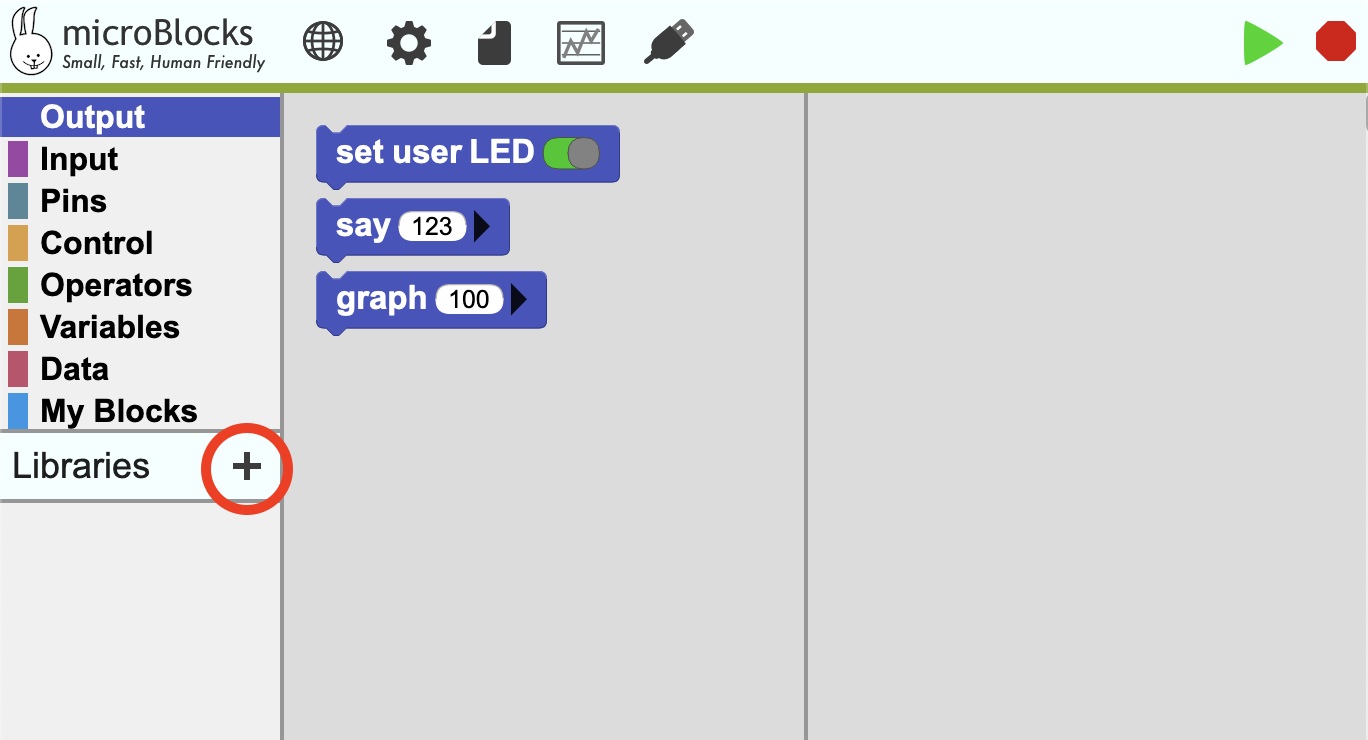 microBlocks
Small, Fast, Human Friendly
Output
Input
Pins
Control
Operators
Variables
Data
My Blocks
Libraries +
set user LED
say 123
graph 100